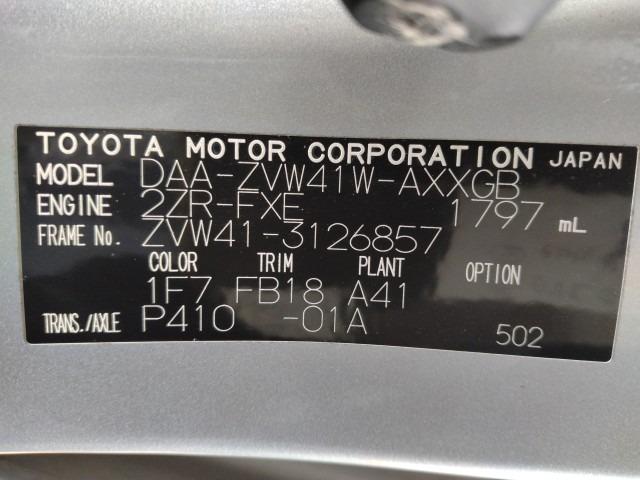 TOYOTA MOTOR CORPORATION JAPAN
MODEL DAA-ZVW41W-AXXGB
ENGINE 2ZR-FXE 1797 mL
FRAME No. ZVW41-3126857
COLOR TRIM PLANT OPTION
1F7 FB18 A41
TRANS./AXLE P410 -01A 502